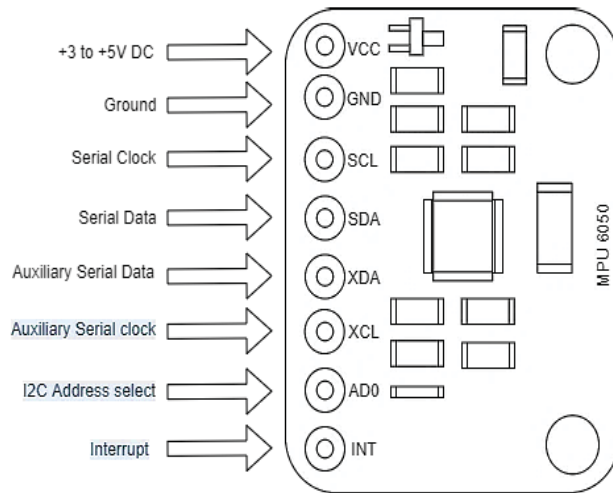 +3 to +5V DC
VCC
Ground
GND
Serial Clock
SCL
Serial Data
SDA
Auxiliary Serial Data
XDA
Auxiliary Serial clock
XCL
I2C Address select
AD0
Interrupt
INT
MPU 6050